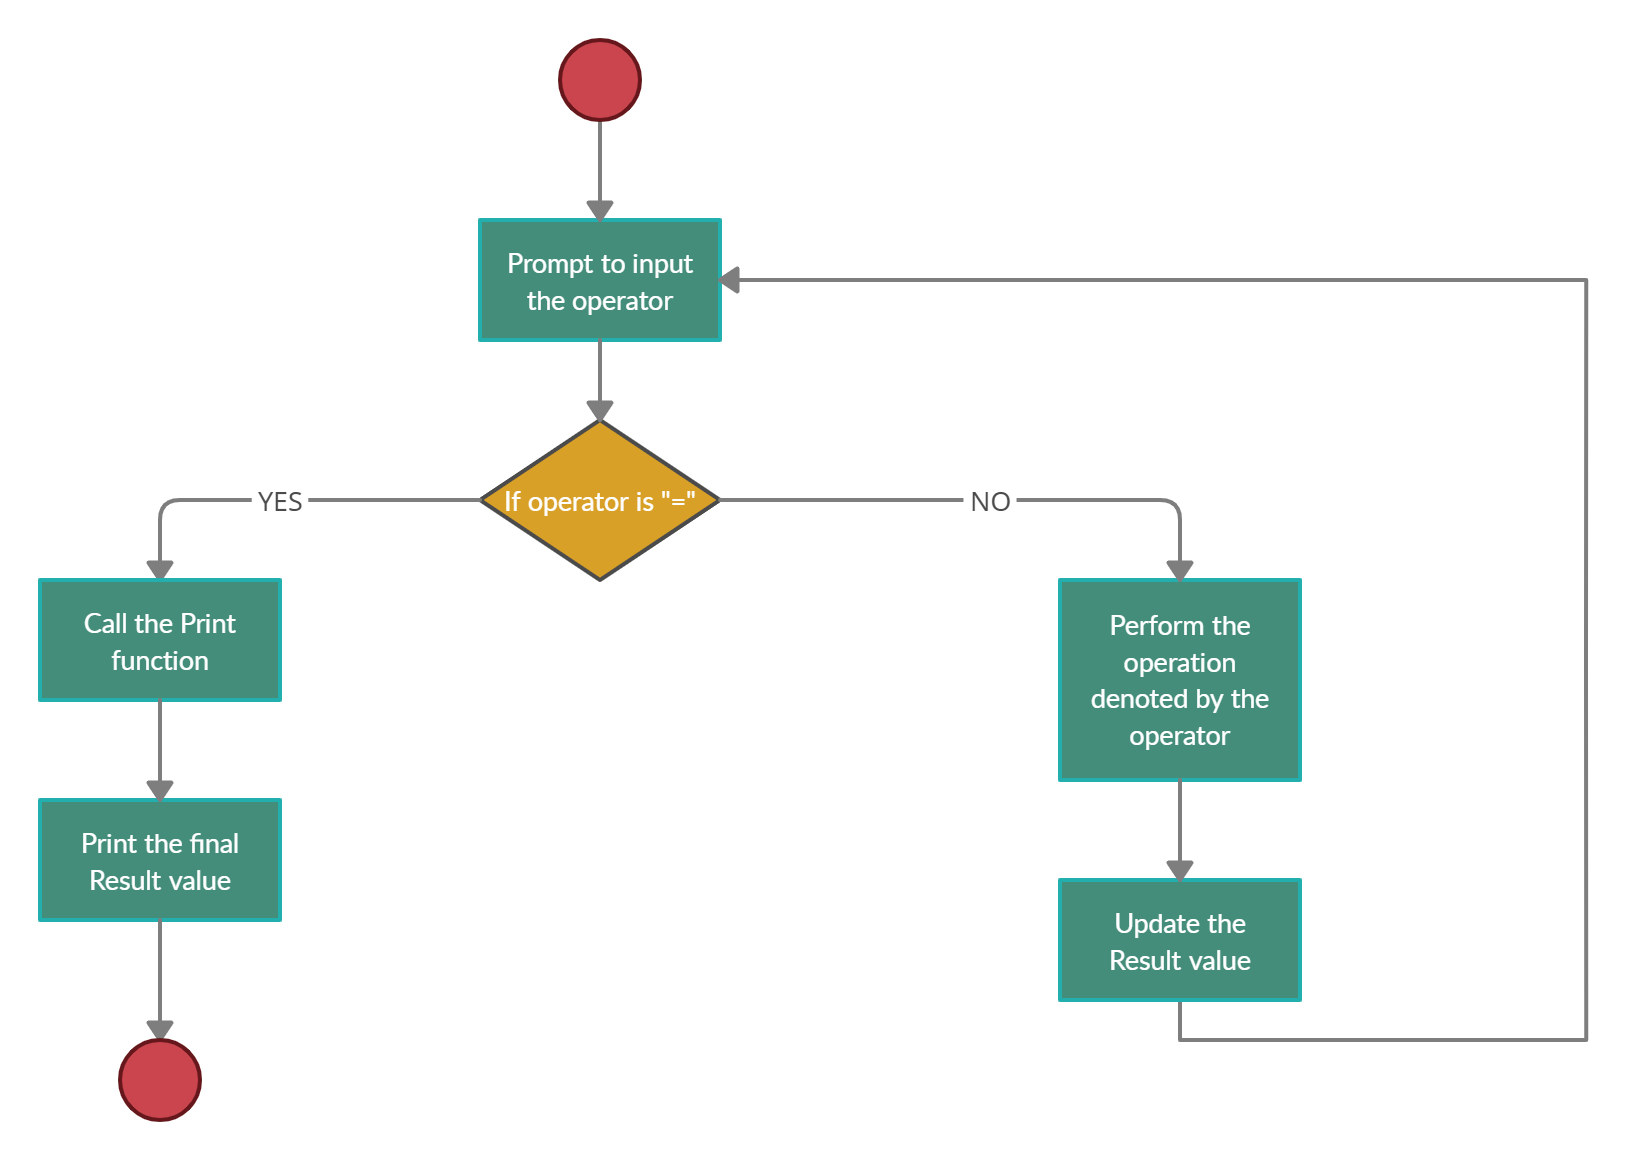 Prompt to input
the operator
If operator is "="
YES
NO
Call the Print
function
Perform the
operation
denoted by the
operator
Print the final
Result value
Update the
Result value